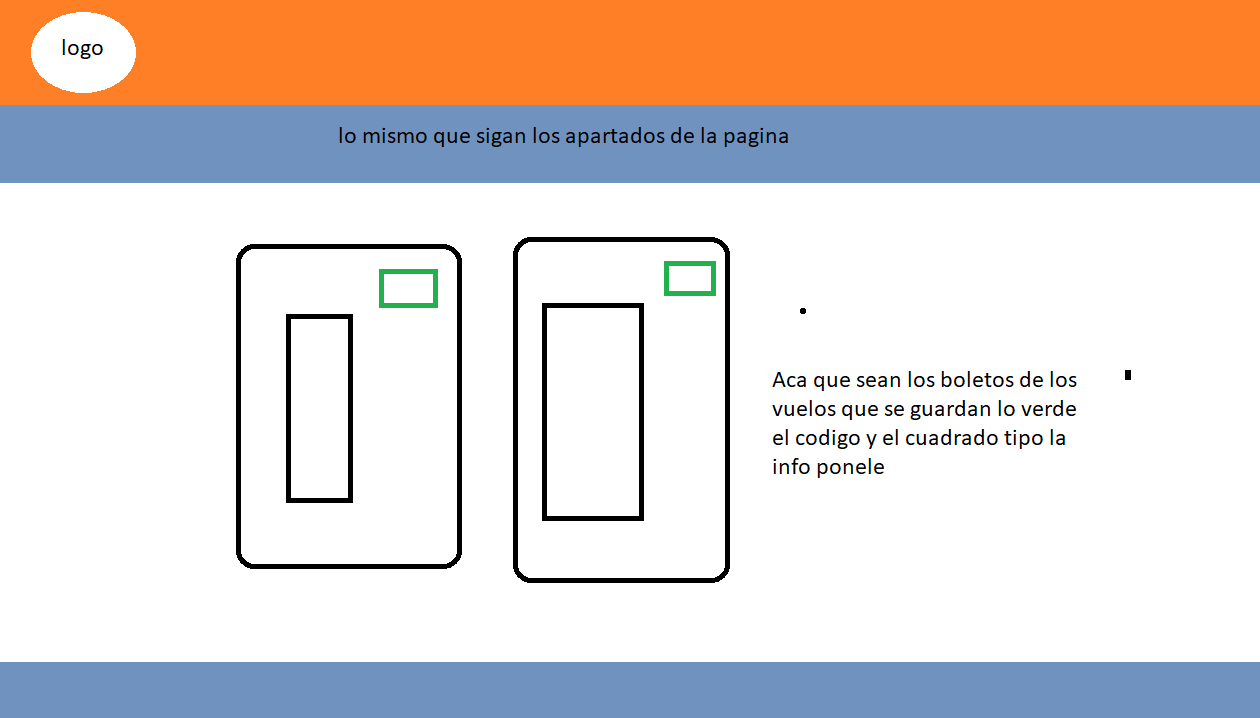 logo
lo mismo que sigan los apartados de la pagina
Aca que sean los boletos de los
vuelos que se guardan lo verde
el codigo y el cuadrado tipo la
info ponele